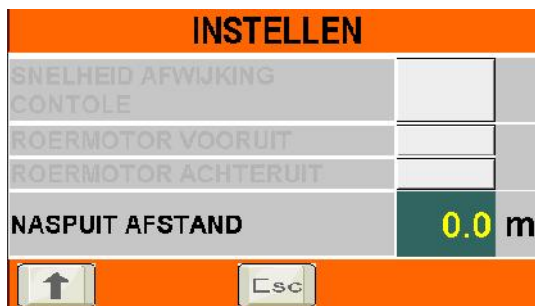 INSTELLEN
SNELHEID AFWIJKING
CONTOLE
ROERMOTOR VOORUIT
ROERMOTOR ACHTERUIT
NASPUIT AFSTAND 0.0 m
Esc